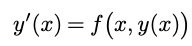 y′(x) = f(x, y(x))